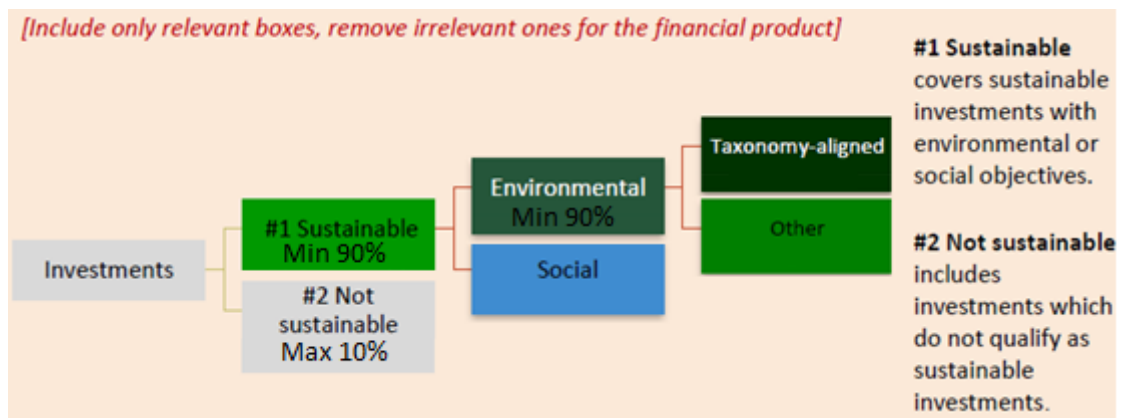 [Include only relevant boxes, remove irrelevant ones for the financial product]
Investments
#1 Sustainable
Min 90%
#2 Not
sustainable
Max 10%
Environmental
Min 90%
Social
Taxonomy-aligned
Other
#1 Sustainable
covers sustainable
investments with
environmental or
social objectives.
#2 Not sustainable
includes
investments which
do not qualify as
sustainable
investments.